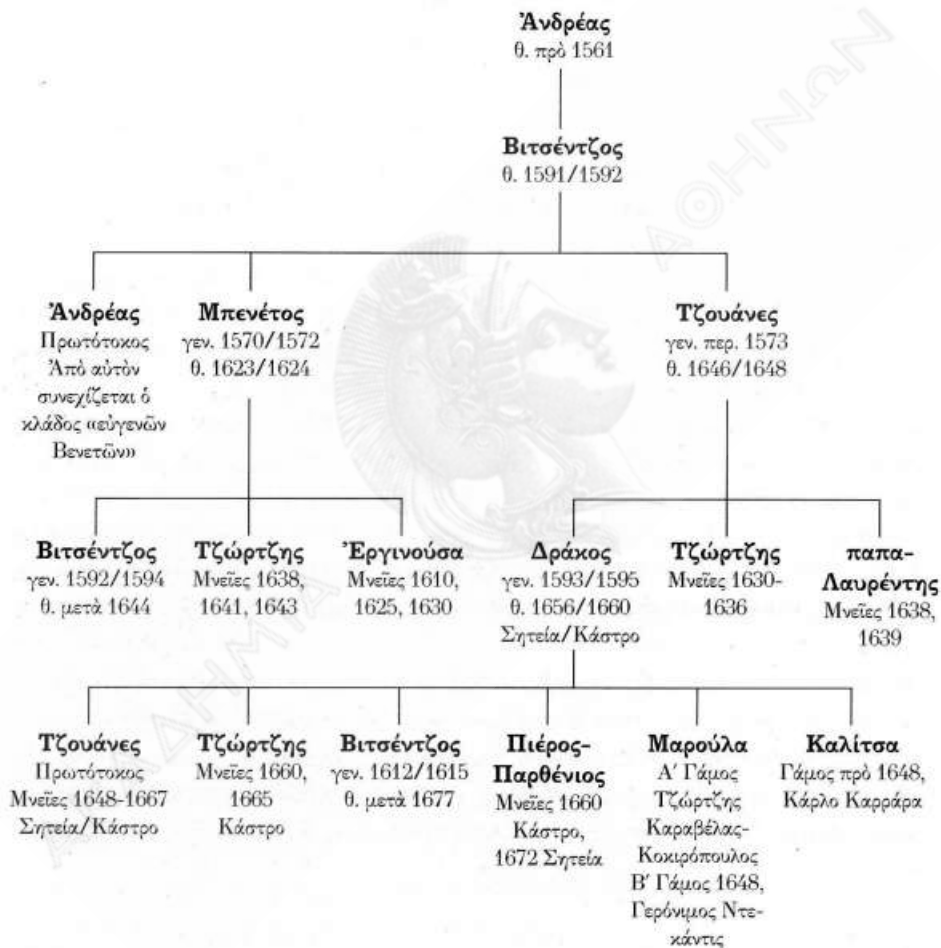 Ἀνδρέας
θ. πρὸ 1561
Βιτσέντζος
θ. 1591/1592
Ἀνδρέας
Πρωτότοκος
Ἀπὸ αὐτὸν
συνεχίζεται ὁ
κλάδος «εὐγενῶν
Βενετῶν»
Μπενέτος
γεν. 1570/1572
θ. 1623/1624
Τζουάνες
γεν. περ. 1573
θ. 1646/1648
Βιτσέντζος
γεν. 1592/1594
θ. μετὰ 1644
Τζώρτζης
Μνεῖες 1638,
1641, 1643
Ἐργινούσα
Μνεῖες 1610,
1625, 1630
Δράκος
γεν. 1593/1595
θ. 1656/1660
Σητεία/Κάστρο
Τζώρτζης
Μνεῖες 1630-
1636
παπα-
Λαυρέντης
Μνεῖες 1638,
1639
Τζουάνες
Πρωτότοκος
Μνεῖες 1648-1667
Σητεία/Κάστρο
Τζώρτζης
Μνεῖες 1660,
1665
Κάστρο
Βιτσέντζος
γεν. 1612/1615
θ. μετὰ 1677
Πιέρος-
Παρθένιος
Μνεῖες 1660
Κάστρο,
1672 Σητεία
Μαρούλα
Α′ Γάμος
Τζώρτζης
Καραβέλας-
Κοκιρόπουλος
Β′ Γάμος 1648,
Γερόνιμος Ντε-
κάντις
Καλίτσα
Γάμος πρὸ 1648,
Κάρλο Καρράρα
ΑΘΗΝΩΝ